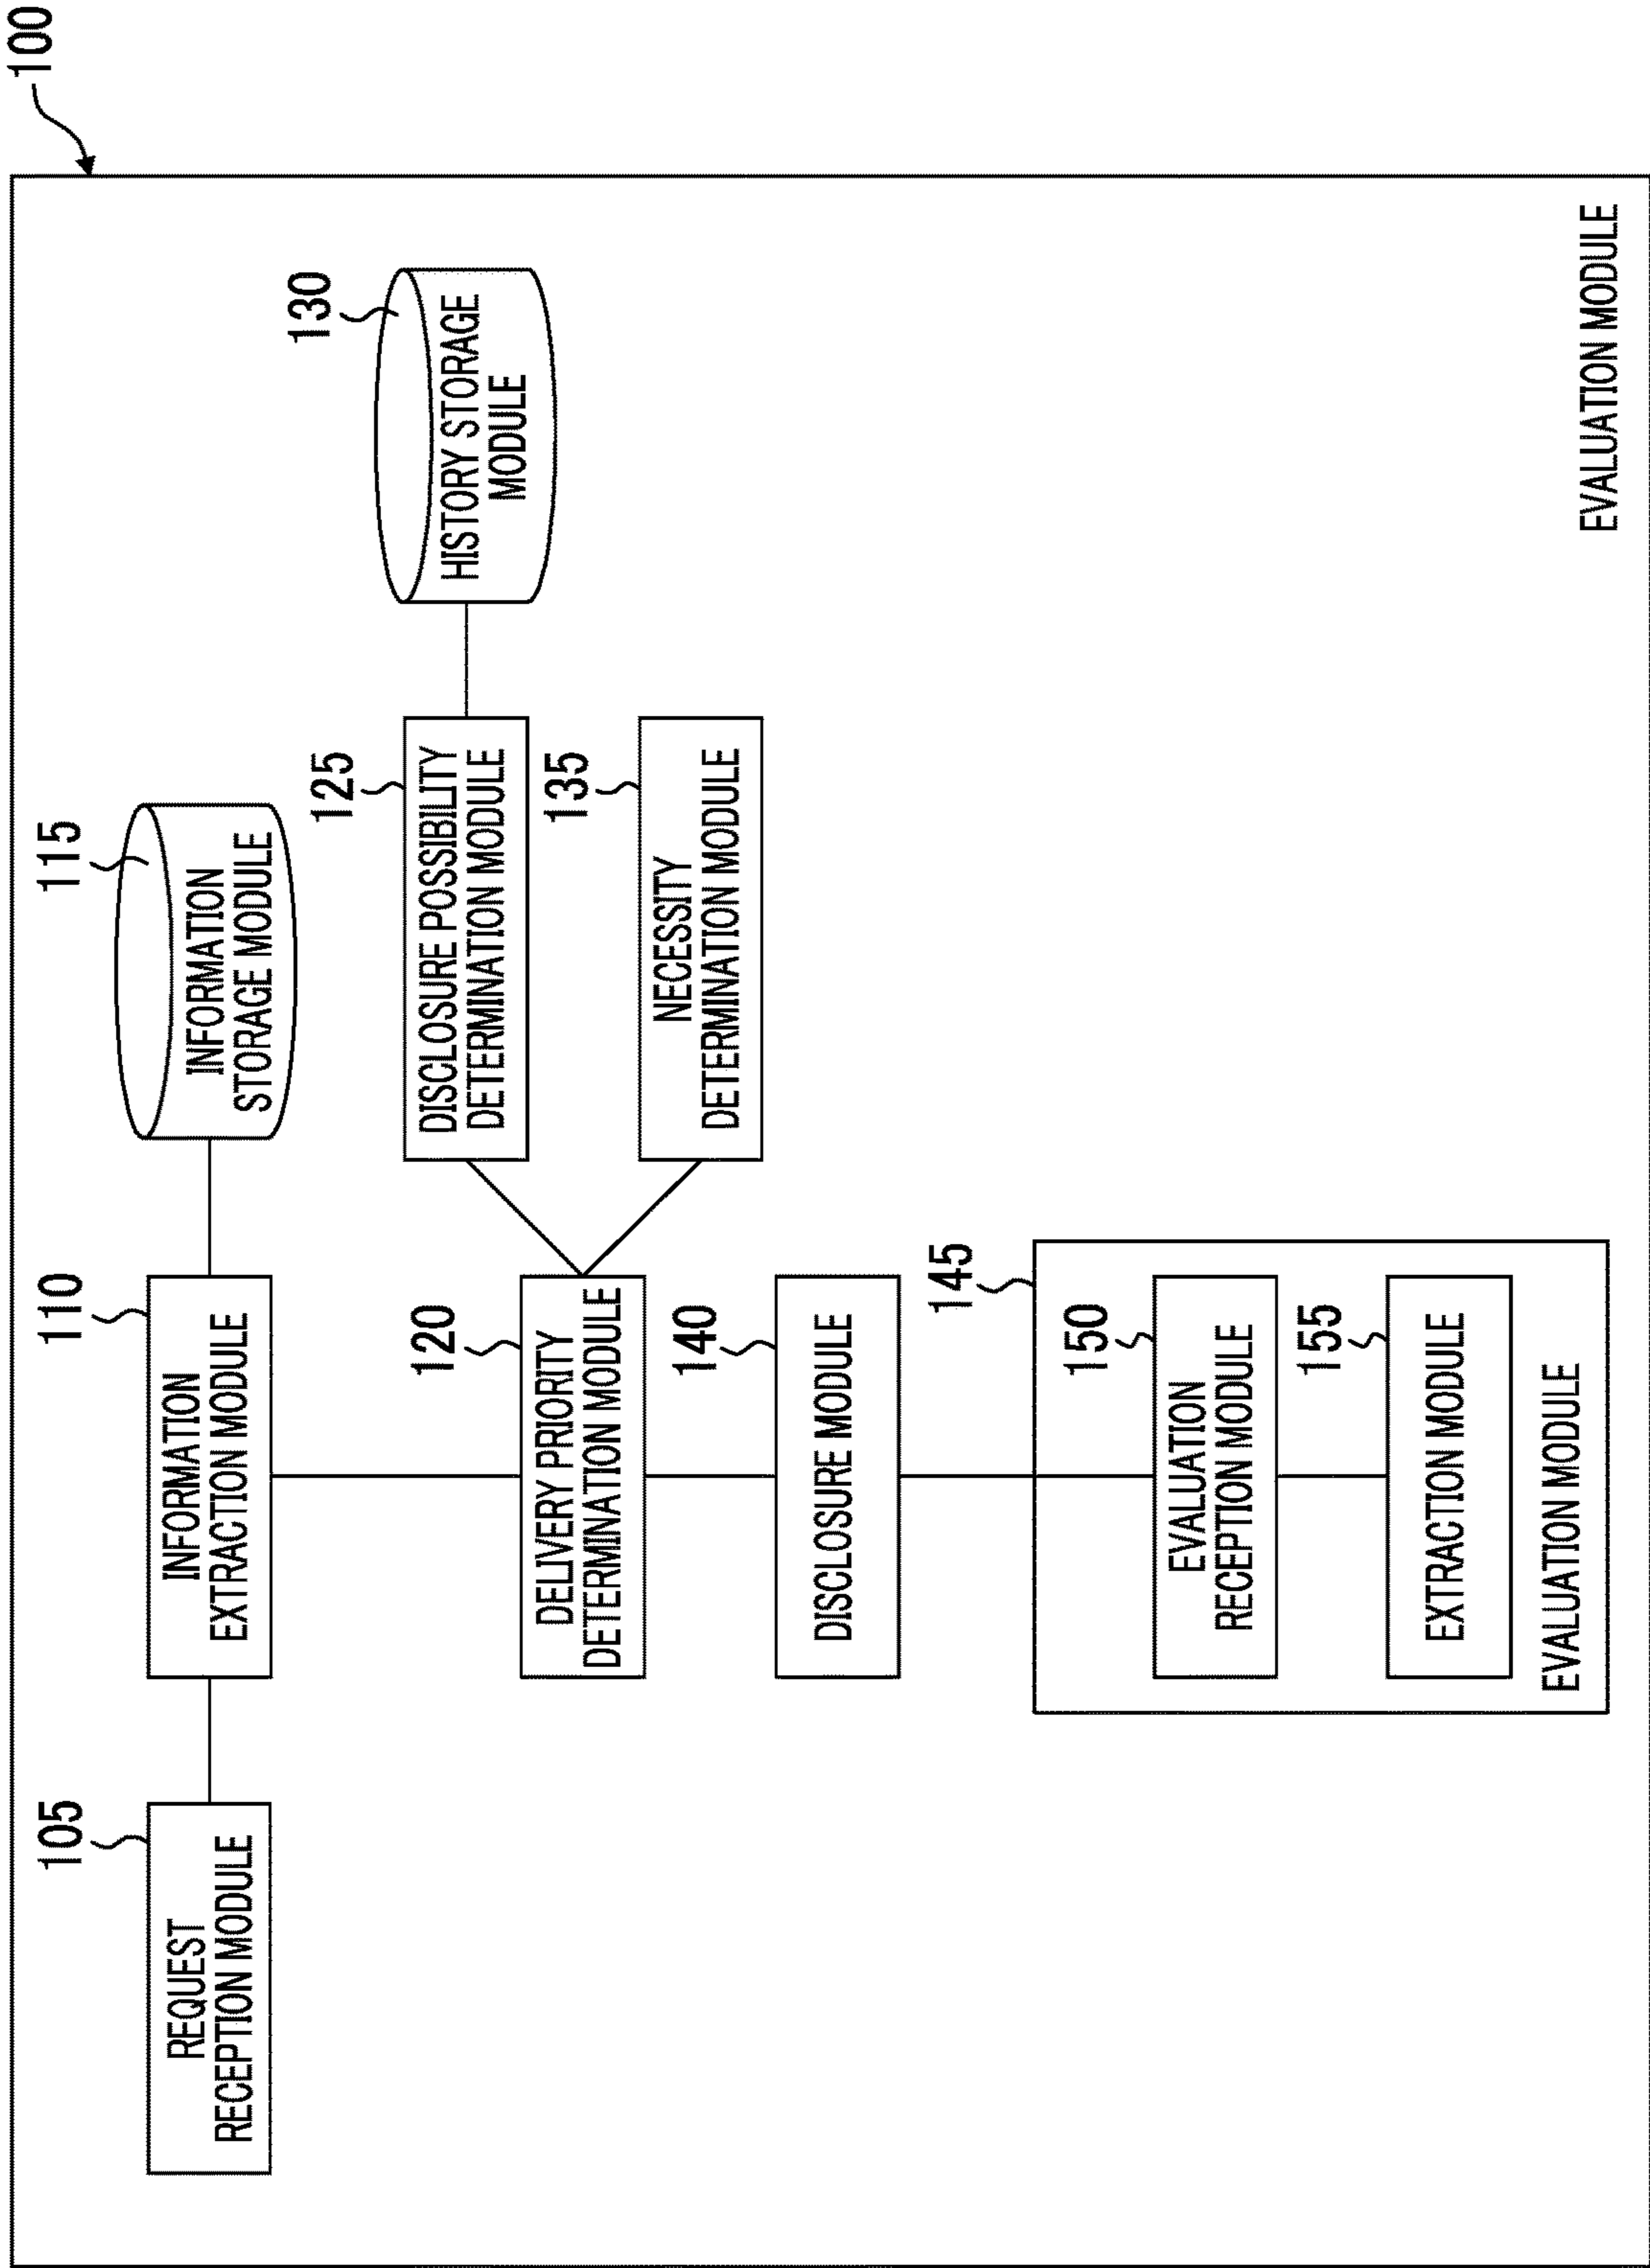 100
105
REQUEST
RECEPTION MODULE
110
INFORMATION
EXTRACTION MODULE
115
INFORMATION
STORAGE MODULE
120
DELIVERY PRIORITY
DETERMINATION MODULE
125
DISCLOSURE POSSIBILITY
DETERMINATION MODULE
130
HISTORY STORAGE
MODULE
135
NECESSITY
DETERMINATION MODULE
140
DISCLOSURE MODULE
145
150
EVALUATION
RECEPTION MODULE
155
EXTRACTION MODULE
EVALUATION MODULE
EVALUATION MODULE